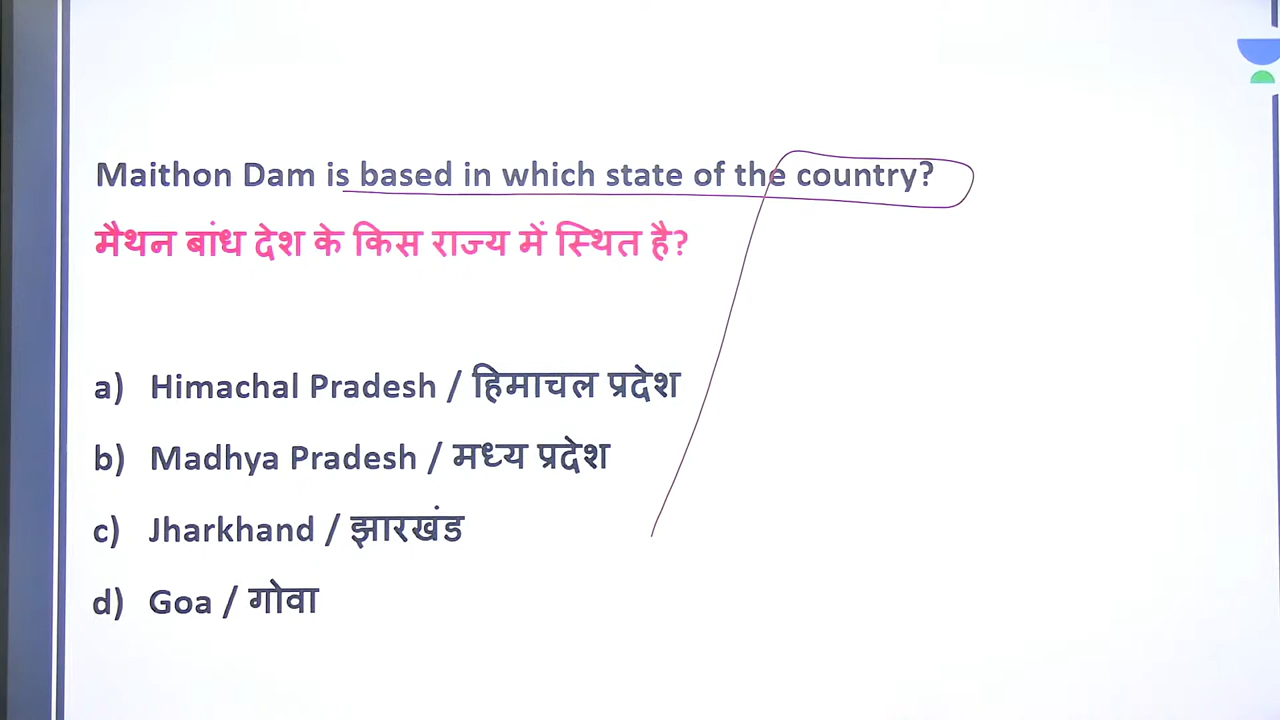 Maithon Dam is based in which state of the country?
मैथन बांध देश के किस राज्य में स्थित है?
a) Himachal Pradesh / हिमाचल प्रदेश
b) Madhya Pradesh / मध्य प्रदेश
c) Jharkhand / झारखंड
d) Goa / गोवा